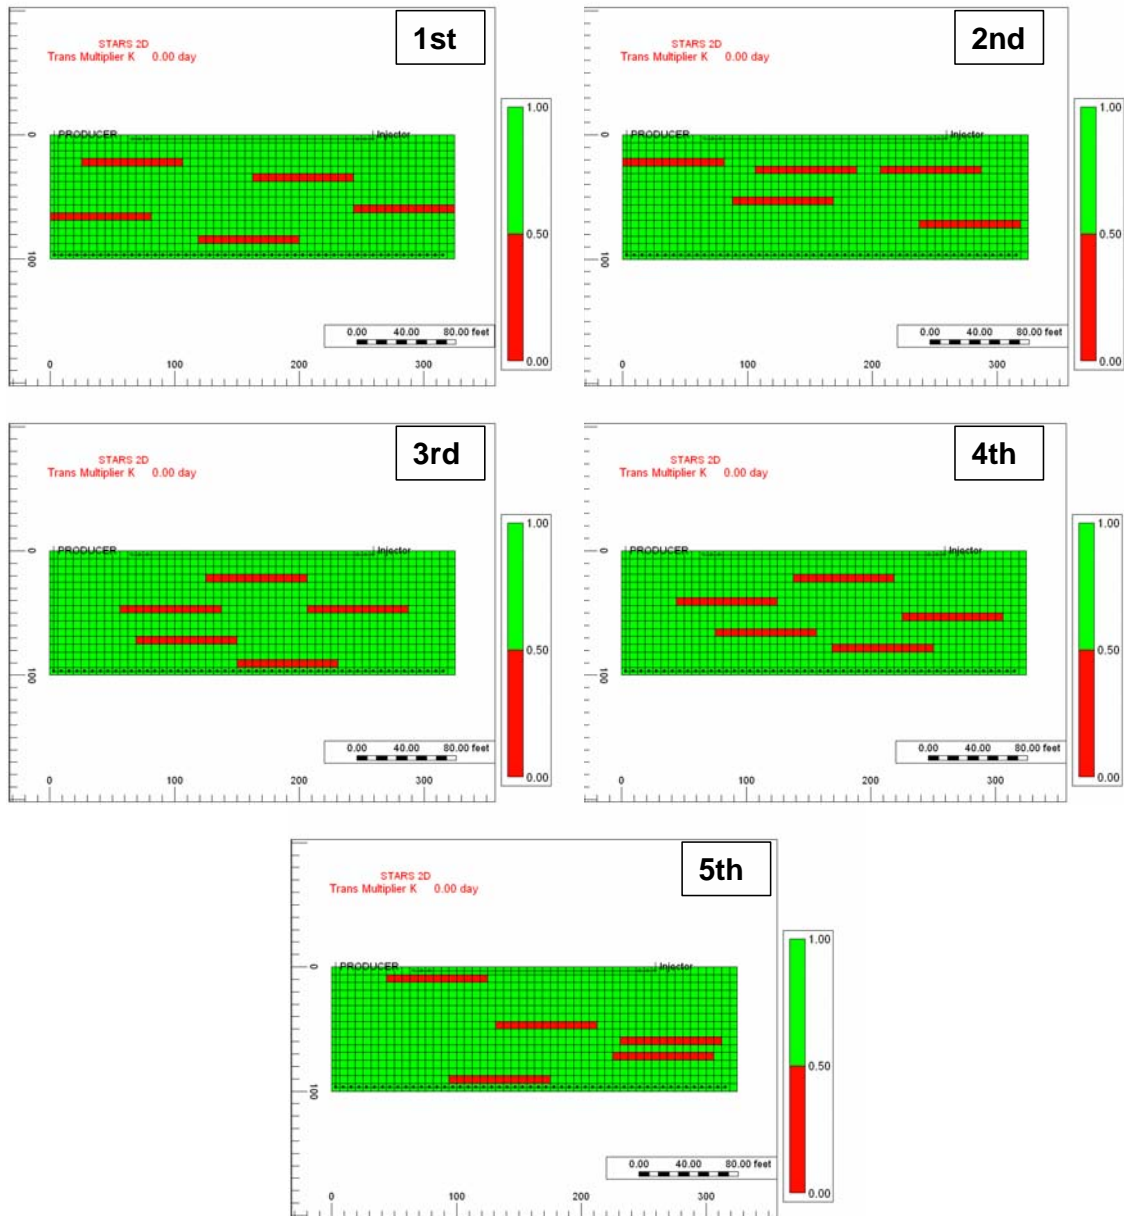 1st
STARS 2D
Trans Multiplier K 0.00 day
PRODUCER
Injector
0
100
0.00 40.00 80.00 feet
0 100 200 300
1.00
0.50
0.00
2nd
STARS 2D
Trans Multiplier K 0.00 day
PRODUCER
Injector
0
100
0.00 40.00 80.00 feet
0 100 200 300
1.00
0.50
0.00
3rd
STARS 2D
Trans Multiplier K 0.00 day
PRODUCER
Injector
0
100
0.00 40.00 80.00 feet
0 100 200 300
1.00
0.50
0.00
4th
STARS 2D
Trans Multiplier K 0.00 day
PRODUCER
Injector
0
100
0.00 40.00 80.00 feet
0 100 200 300
1.00
0.50
0.00
5th
STARS 2D
Trans Multiplier K 0.00 day
PRODUCER
Injector
0
100
0.00 40.00 80.00 feet
0 100 200 300
1.00
0.50
0.00